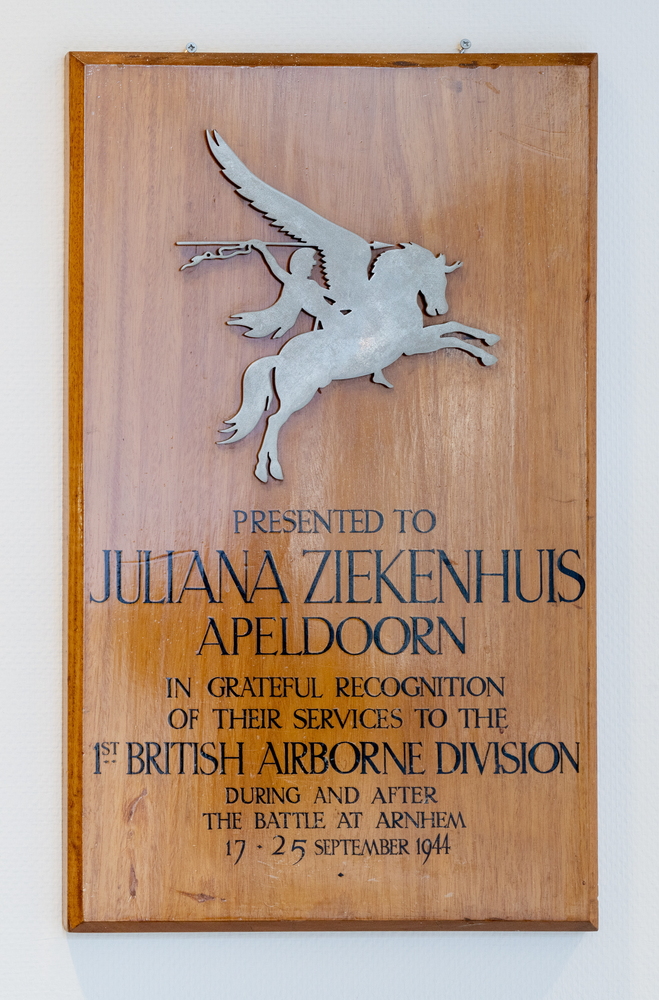 PRESENTED TO
JULIANA ZIEKENHUIS
APELDOORN
IN GRATEFUL RECOGNITION
OF THEIR SERVICES TO THE
1ST BRITISH AIRBORNE DIVISION
DURING AND AFTER
THE BATTLE AT ARNHEM
17 · 25 SEPTEMBER 1944